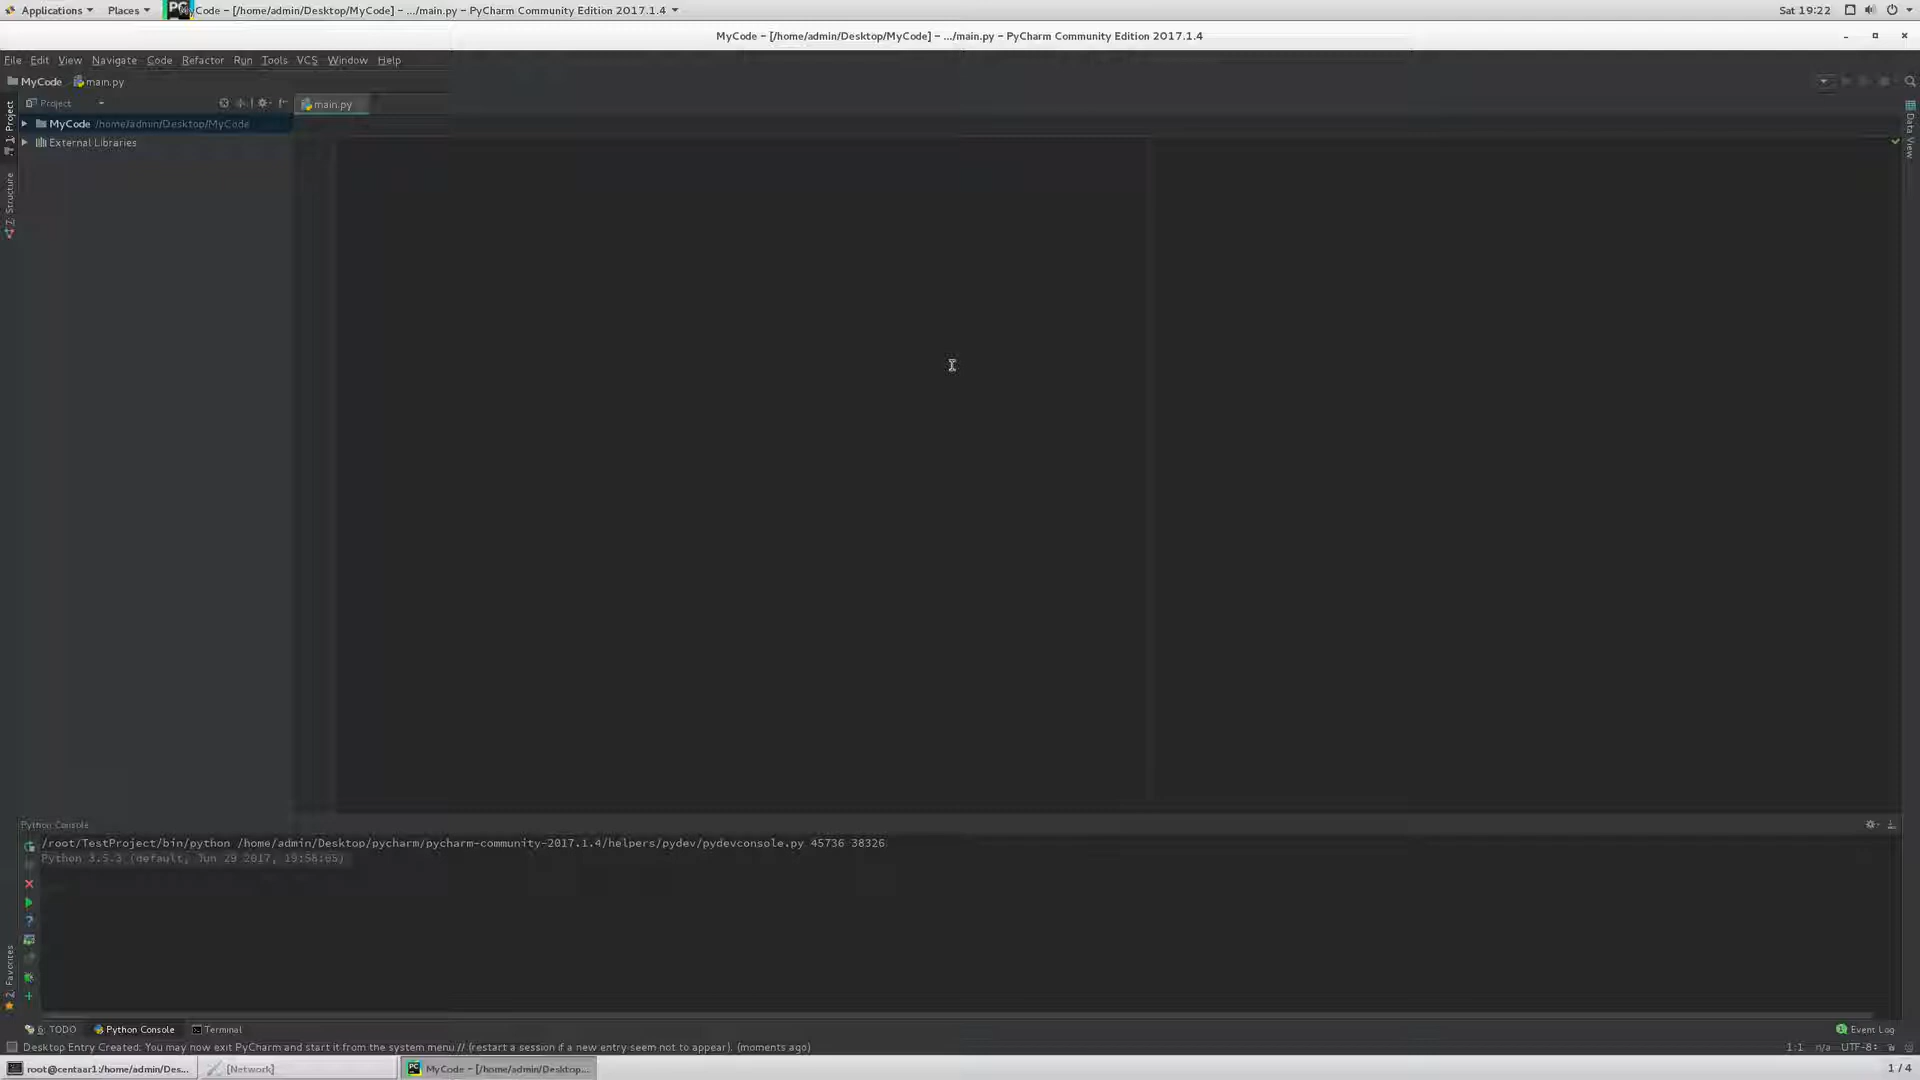 Applications Places MyCode - [/home/admin/Desktop/MyCode] - .../main.py - PyCharm Community Edition 2017.1.4 Sat 19:22
MyCode - [/home/admin/Desktop/MyCode] - .../main.py - PyCharm Community Edition 2017.1.4
File Edit View Navigate Code Refactor Run Tools VCS Window Help
MyCode main.py
Project main.py
1: Project
MyCode /home/admin/Desktop/MyCode
External Libraries
Data View
Z: Structure
Python Console
/root/TestProject/bin/python /home/admin/Desktop/pycharm/pycharm-community-2017.1.4/helpers/pydev/pydevconsole.py 45736 38326
Python 3.5.3 (default, Jun 29 2017, 19:58:05)
2: Favorites
6: TODO Python Console Terminal Event Log
Desktop Entry Created: You may now exit PyCharm and start it from the system menu // (restart a session if a new entry seem not to appear). (moments ago) 1:1 n/a UTF-8
root@centaar1:/home/admin/Des... [Network] MyCode - [/home/admin/Desktop... 1 / 4